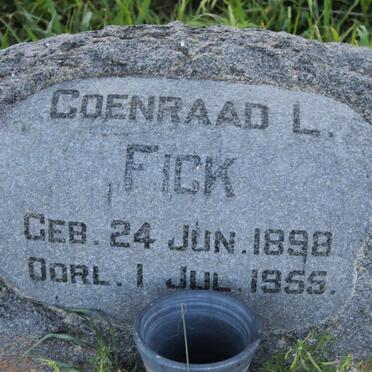 COENRAAD L.
FICK
GEB. 24 JUN. 1898
OORL. 1 JUL. 1955.